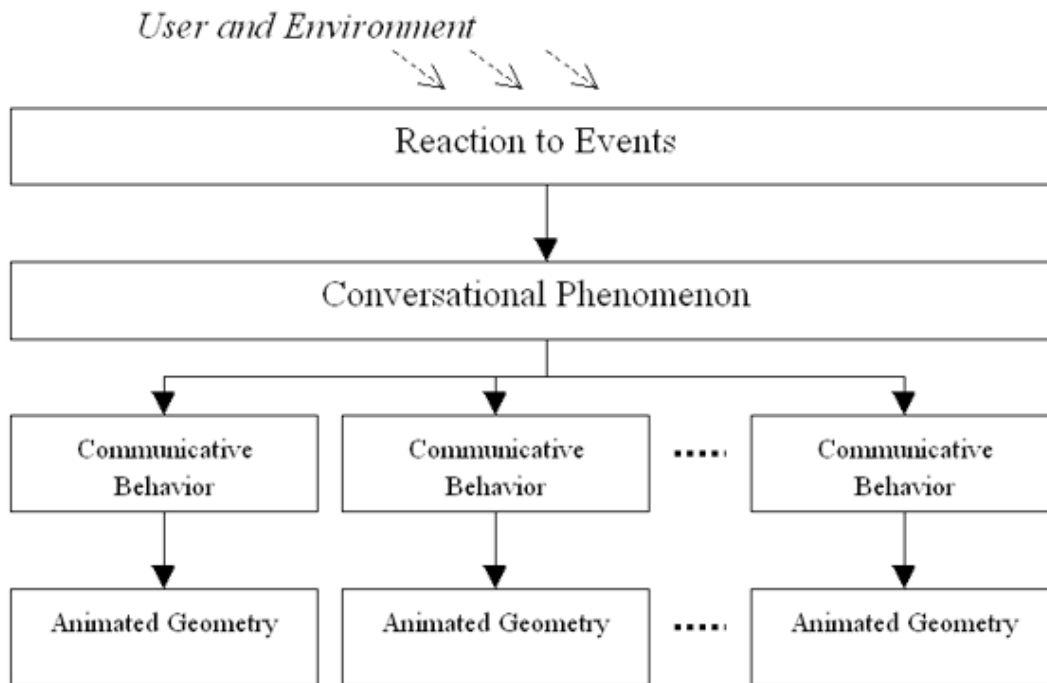 User and Environment
Reaction to Events
Conversational Phenomenon
Communicative
Behavior
Communicative
Behavior
Communicative
Behavior
Animated Geometry
Animated Geometry
Animated Geometry